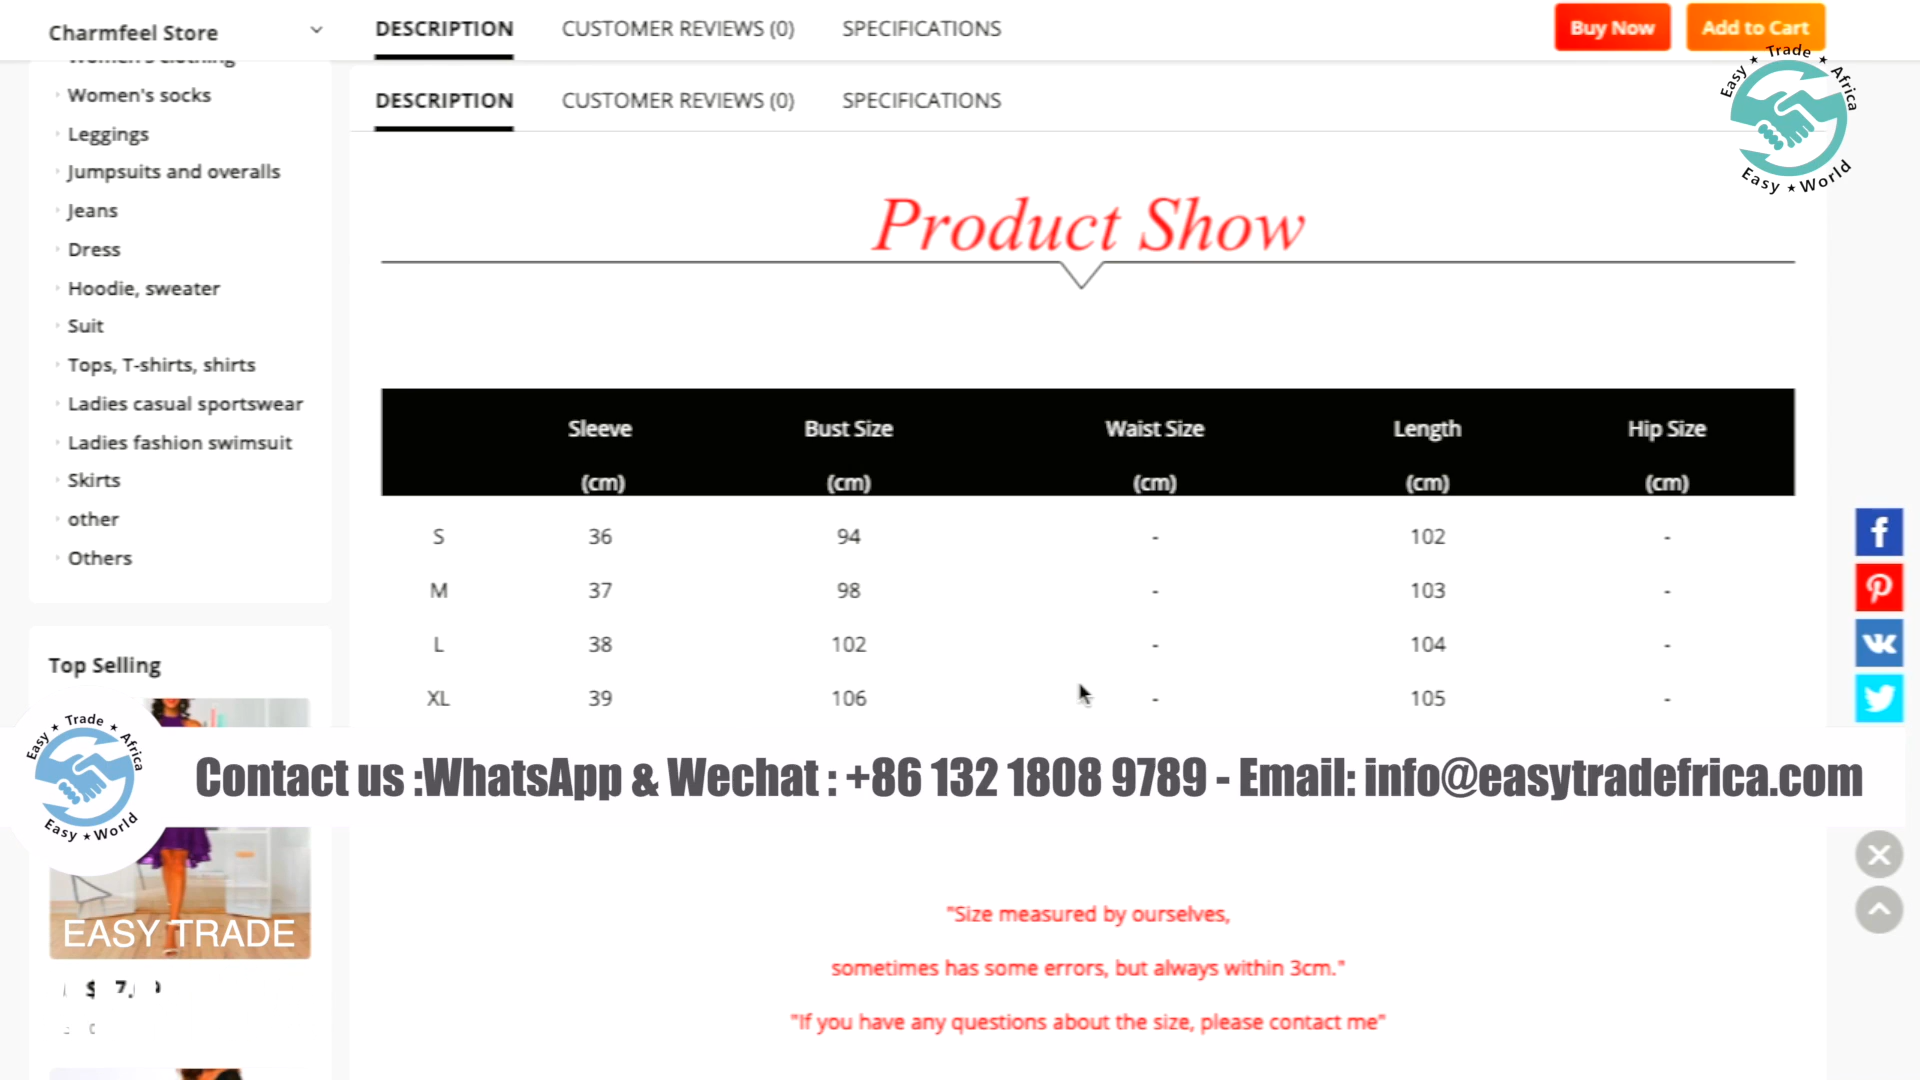 Charmfeel Store
DESCRIPTION CUSTOMER REVIEWS (0) SPECIFICATIONS
Buy Now Add to Cart
Women's clothing
Women's socks
Leggings
Jumpsuits and overalls
Jeans
Dress
Hoodie, sweater
Suit
Tops, T-shirts, shirts
Ladies casual sportswear
Ladies fashion swimsuit
Skirts
other
Others
Top Selling
DESCRIPTION CUSTOMER REVIEWS (0) SPECIFICATIONS
Easy ★ Trade ★ Africa
Easy ★ World
Product Show
Sleeve Bust Size Waist Size Length Hip Size
(cm) (cm) (cm) (cm) (cm)
S 36 94 - 102 -
M 37 98 - 103 -
L 38 102 - 104 -
XL 39 106 - 105 -
Easy ★ Trade ★ Africa
Easy ★ World
Contact us :WhatsApp & Wechat : +86 132 1808 9789 - Email: info@easytradefrica.com
EASY TRADE
"Size measured by ourselves,
sometimes has some errors, but always within 3cm."
"If you have any questions about the size, please contact me"